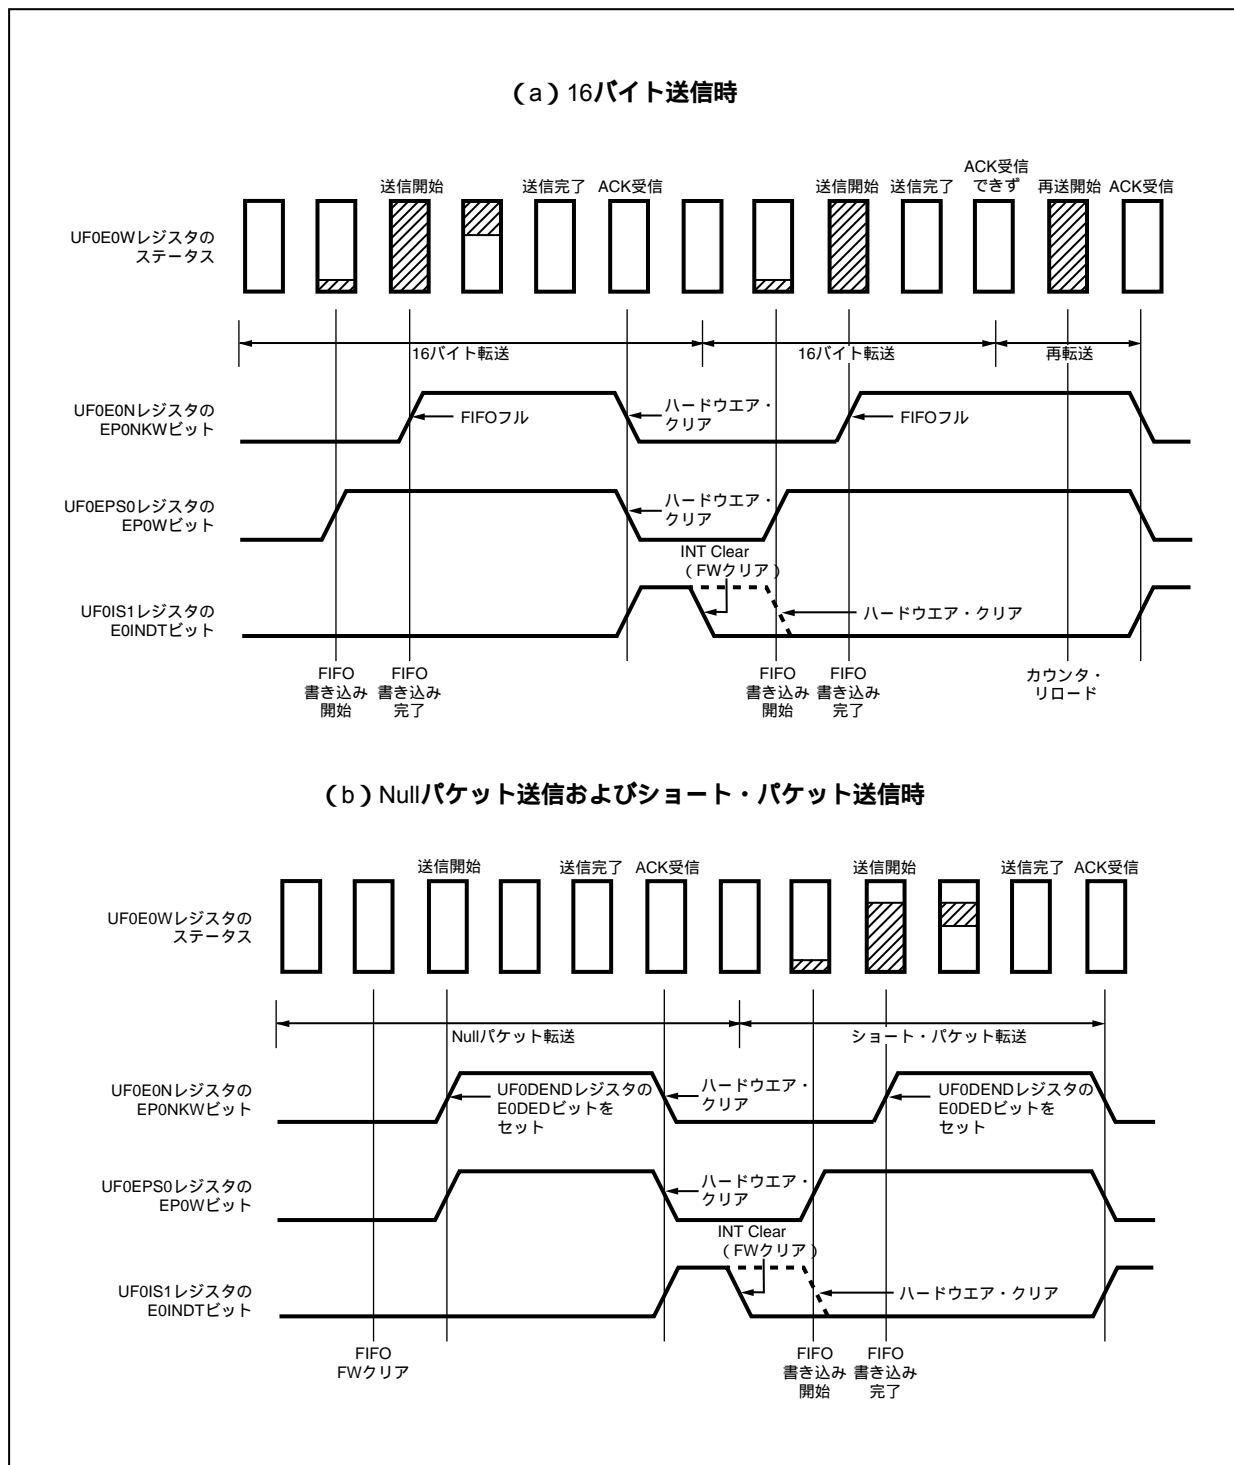 （a）16バイト送信時
送信開始
送信完了
ACK受信
送信開始
送信完了
ACK受信
できず
再送開始
ACK受信
UF0E0Wレジスタの
ステータス
16バイト転送
16バイト転送
再転送
UF0E0Nレジスタの
EP0NKWビット
FIFOフル
ハードウエア・
クリア
FIFOフル
UF0EPS0レジスタの
EP0Wビット
ハードウエア・
クリア
INT Clear
（FWクリア）
UF0IS1レジスタの
E0INDTビット
ハードウエア・クリア
FIFO
書き込み
開始
FIFO
書き込み
完了
FIFO
書き込み
開始
FIFO
書き込み
完了
カウンタ・
リロード
（b）Nullパケット送信およびショート・パケット送信時
送信開始
送信完了
ACK受信
送信開始
送信完了
ACK受信
UF0E0Wレジスタの
ステータス
Nullパケット転送
ショート・パケット転送
UF0E0Nレジスタの
EP0NKWビット
UF0DENDレジスタの
E0DEDビットを
セット
ハードウエア・
クリア
UF0DENDレジスタの
E0DEDビットを
セット
UF0EPS0レジスタの
EP0Wビット
ハードウエア・
クリア
INT Clear
（FWクリア）
UF0IS1レジスタの
E0INDTビット
ハードウエア・クリア
FIFO
FWクリア
FIFO
書き込み
開始
FIFO
書き込み
完了